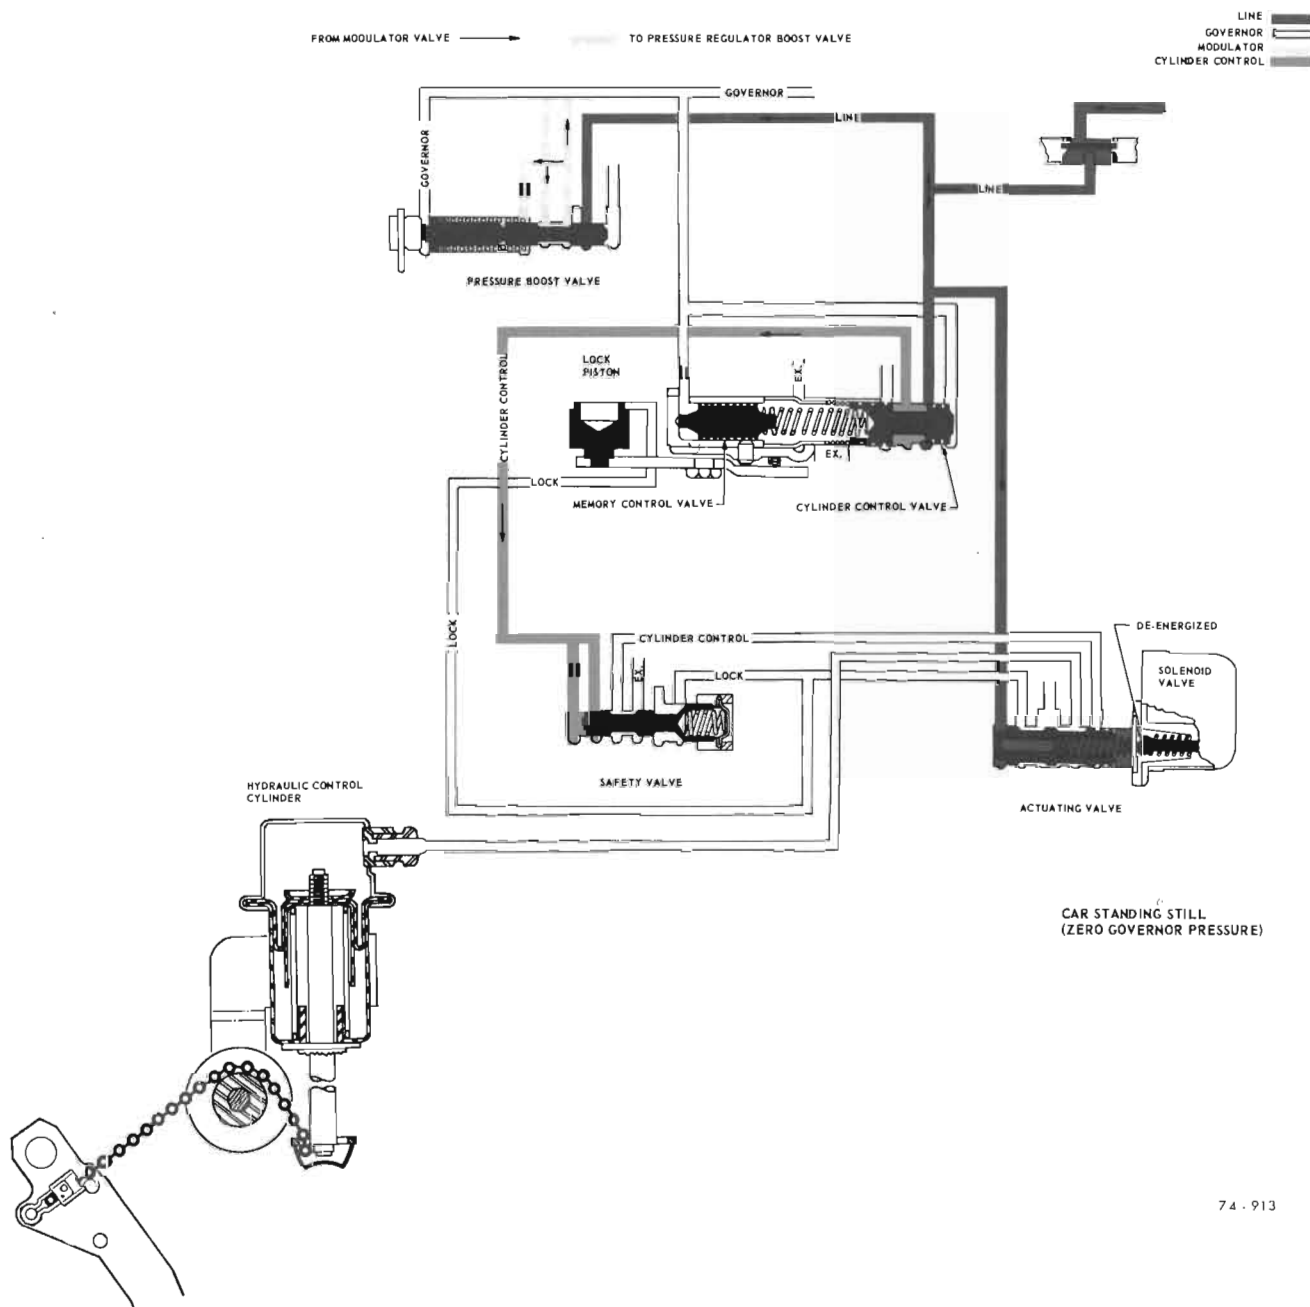 FROM MODULATOR VALVE
TO PRESSURE REGULATOR BOOST VALVE
LINE
GOVERNOR
MODULATOR
CYLINDER CONTROL
GOVERNOR
LINE
GOVERNOR
LINE
PRESSURE BOOST VALVE
LOCK
PISTON
EX.
CYLINDER CONTROL
EX.
LOCK
MEMORY CONTROL VALVE
CYLINDER CONTROL VALVE
LOCK
CYLINDER CONTROL
DE-ENERGIZED
EX.
LOCK
SOLENOID
VALVE
SAFETY VALVE
HYDRAULIC CONTROL
CYLINDER
ACTUATING VALVE
CAR STANDING STILL
(ZERO GOVERNOR PRESSURE)
74-913